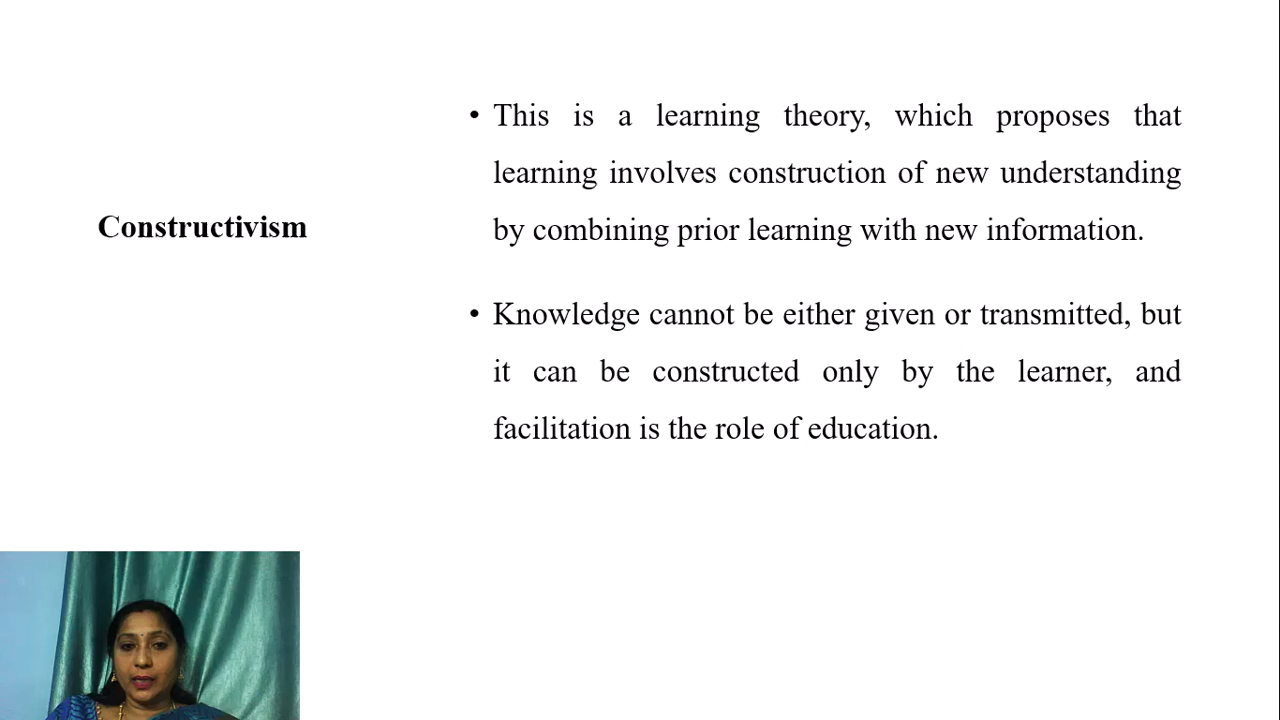 Constructivism
• This is a learning theory, which proposes that
learning involves construction of new understanding
by combining prior learning with new information.
• Knowledge cannot be either given or transmitted, but
it can be constructed only by the learner, and
facilitation is the role of education.